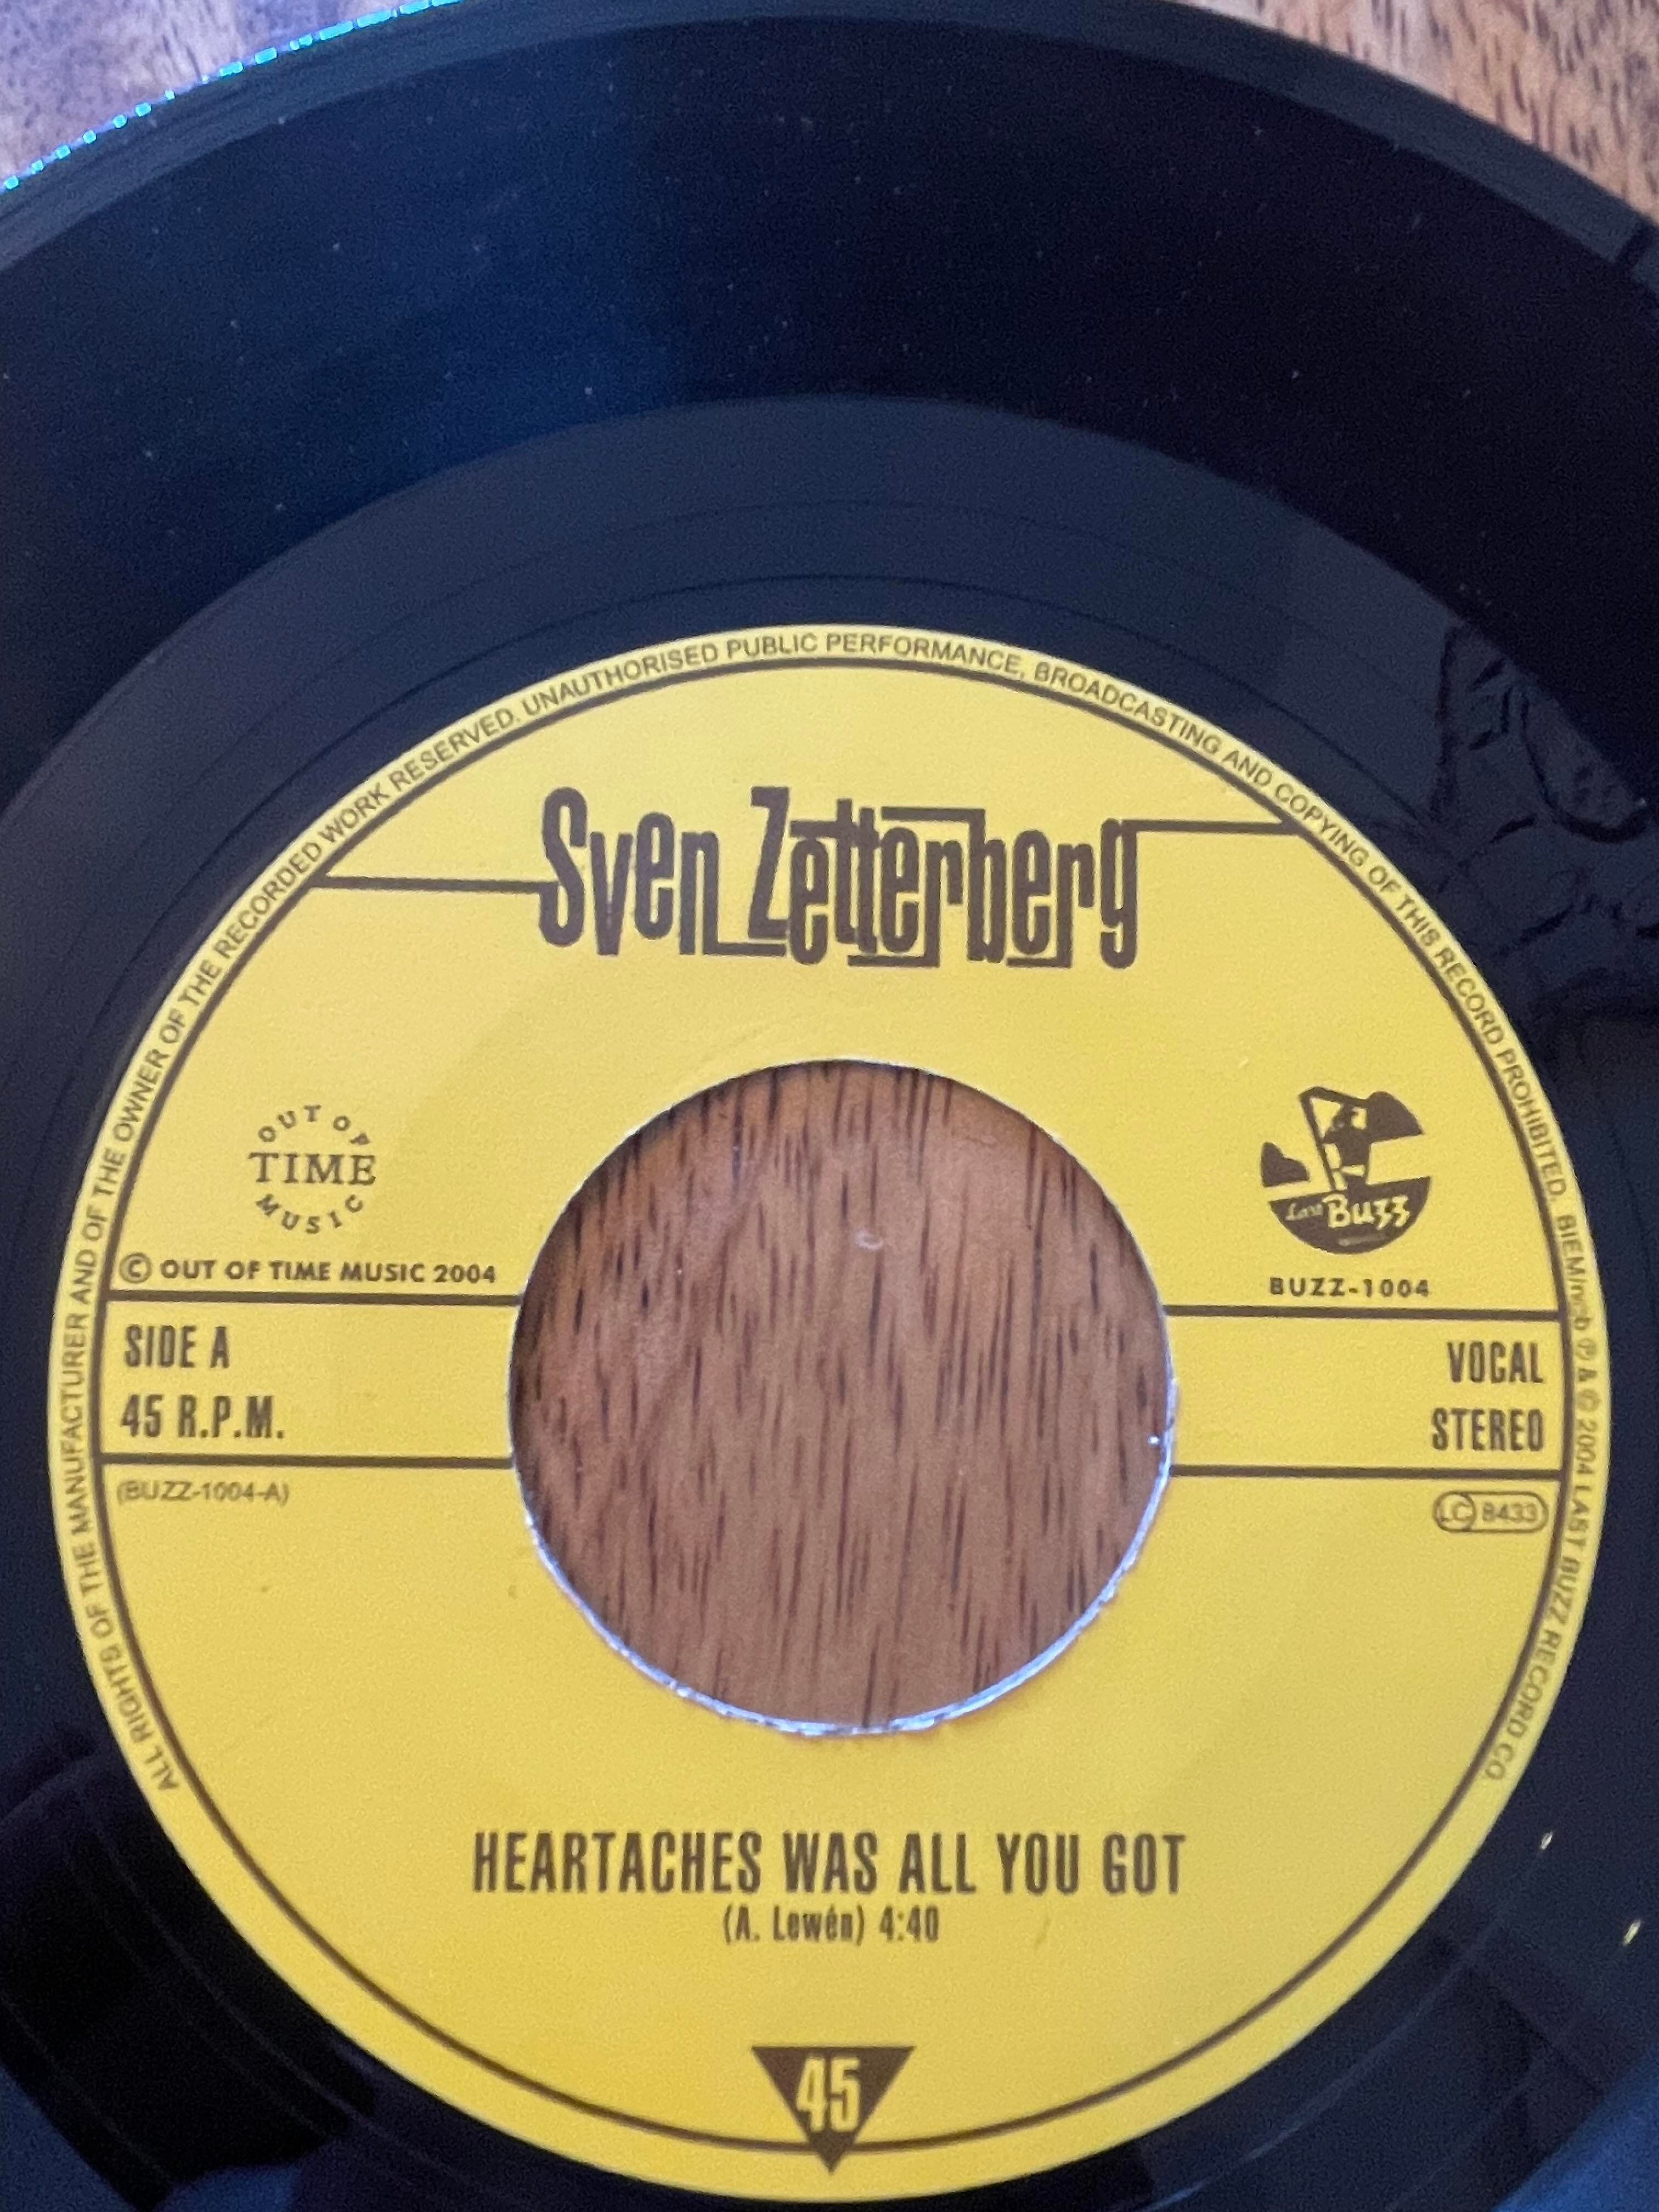 ALL RIGHTS OF THE MANUFACTURER AND OF THE OWNER OF THE RECORDED WORK RESERVED. UNAUTHORISED PUBLIC PERFORMANCE, BROADCASTING AND COPYING OF THIS RECORD PROHIBITED. BIEM/ncb ℗ & © 2004 LAST BUZZ RECORD CO.
Sven Zetterberg
OUT OF
TIME
MUSIC
© OUT OF TIME MUSIC 2004
Last Buzz
BUZZ-1004
SIDE A
45 R.P.M.
VOCAL
STEREO
(BUZZ-1004-A)
LC 8433
HEARTACHES WAS ALL YOU GOT
(A. Lewén) 4:40
45